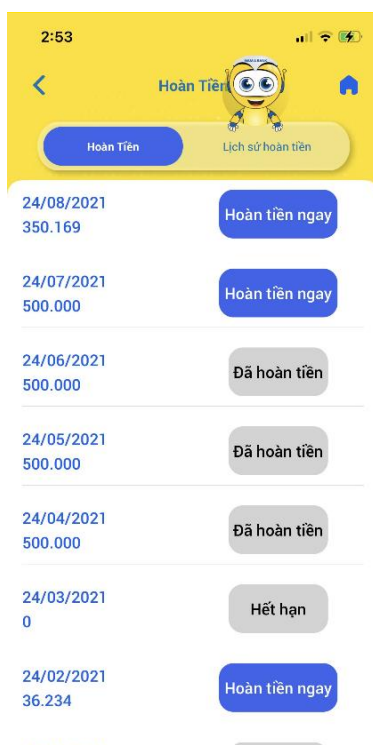 2:53
Hoàn Tiền
Hoàn Tiền
Lịch sử hoàn tiền
24/08/2021
350.169
Hoàn tiền ngay
24/07/2021
500.000
Hoàn tiền ngay
24/06/2021
500.000
Đã hoàn tiền
24/05/2021
500.000
Đã hoàn tiền
24/04/2021
500.000
Đã hoàn tiền
24/03/2021
0
Hết hạn
24/02/2021
36.234
Hoàn tiền ngay